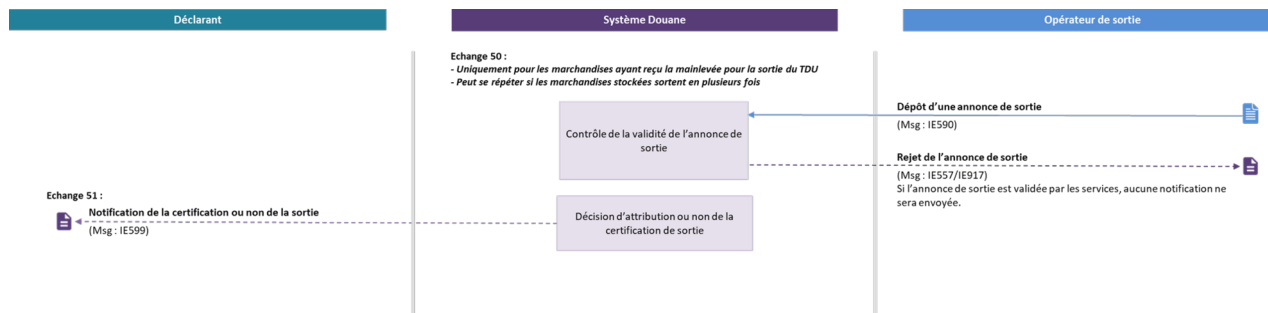 Déclarant
Système Douane
Opérateur de sortie
Echange 50 :
- Uniquement pour les marchandises ayant reçu la mainlevée pour la sortie du TDU
- Peut se répéter si les marchandises stockées sortent en plusieurs fois
Dépôt d’une annonce de sortie
(Msg : IE590)
Contrôle de la validité de l’annonce de
sortie
Rejet de l’annonce de sortie
(Msg : IE557/IE917)
Si l’annonce de sortie est validée par les services, aucune notification ne
sera envoyée.
Echange 51 :
Notification de la certification ou non de la sortie
(Msg : IE599)
Décision d’attribution ou non de la
certification de sortie